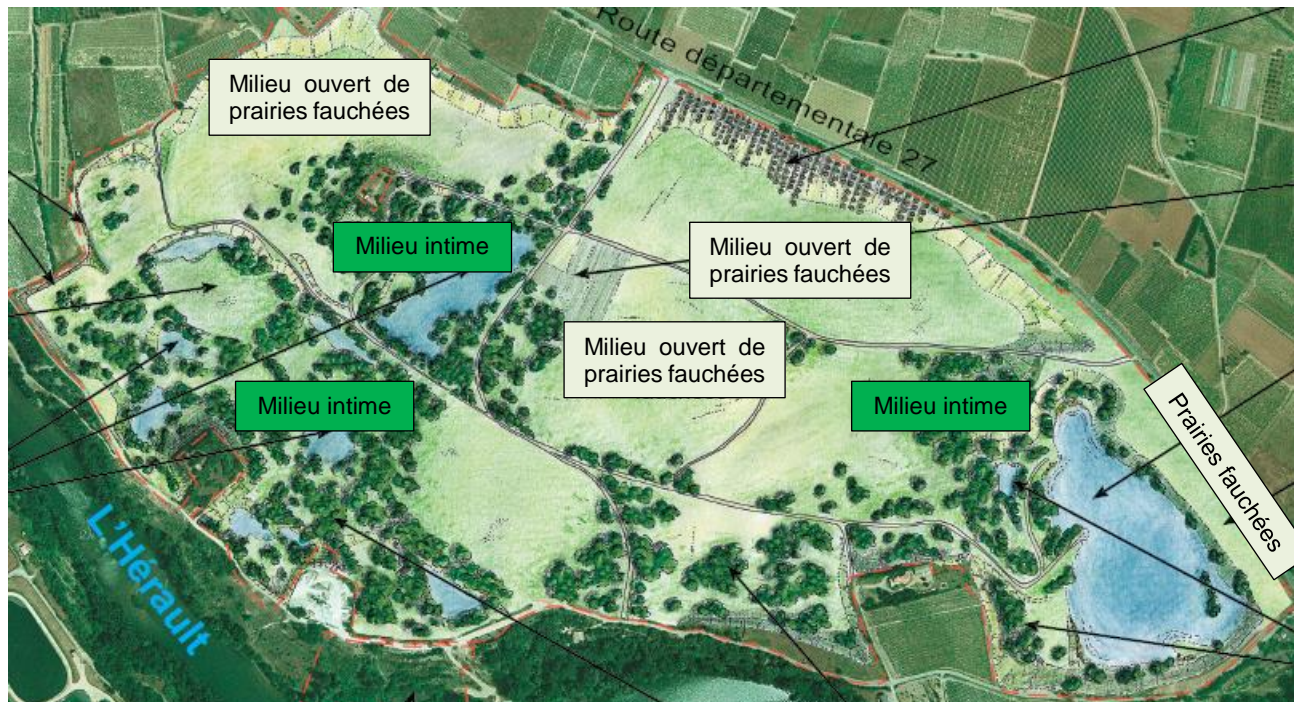 Route départementale 27
Milieu ouvert de
prairies fauchées
Milieu intime
Milieu ouvert de
prairies fauchées
Milieu ouvert de
prairies fauchées
Milieu intime
Milieu intime
Prairies fauchées
L'Hérault